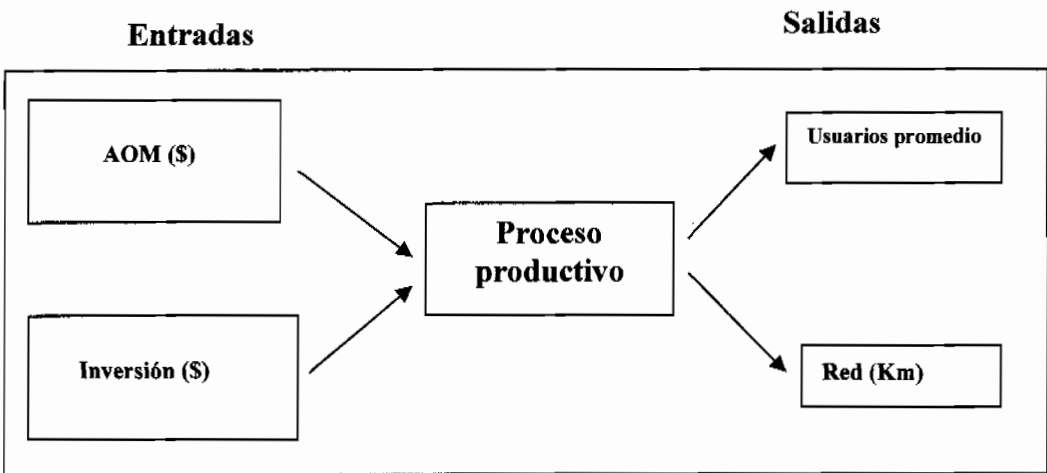 Entradas
Salidas
AOM ($)
Usuarios promedio
Proceso
productivo
Inversión ($)
Red (Km)